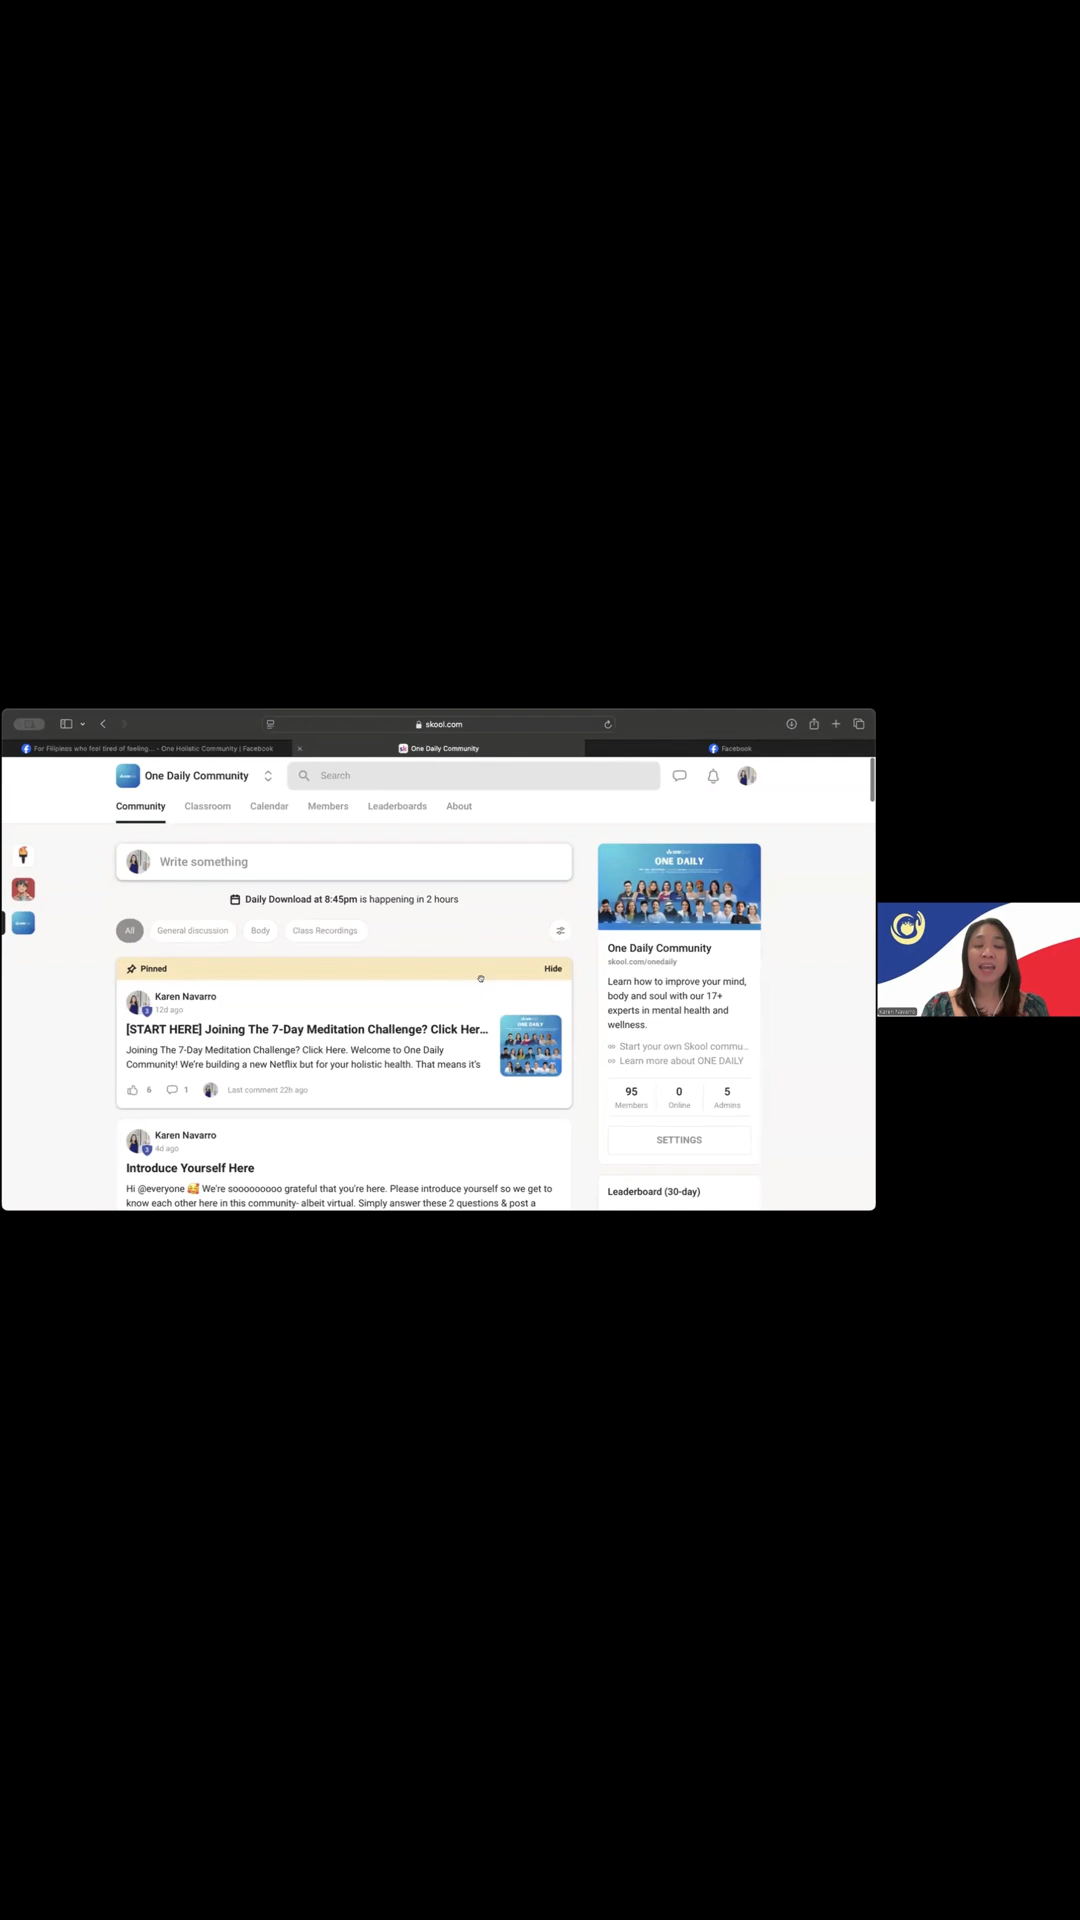 skool.com
For Filipinos who feel tired of feeling... - One Holistic Community | Facebook
One Daily Community
Facebook
One Daily Community
Search
Community
Classroom
Calendar
Members
Leaderboards
About
Write something
Daily Download at 8:45pm is happening in 2 hours
All
General discussion
Body
Class Recordings
Pinned
Hide
Karen Navarro
3
12d ago
[START HERE] Joining The 7-Day Meditation Challenge? Click Her...
Joining The 7-Day Meditation Challenge? Click Here. Welcome to One Daily
Community! We're building a new Netflix but for your holistic health. That means it's
6
1
Last comment 22h ago
Karen Navarro
3
4d ago
Introduce Yourself Here
Hi @everyone 🥰 We're sooooooooo grateful that you're here. Please introduce yourself so we get to
know each other here in this community- albeit virtual. Simply answer these 2 questions & post a
ONE DAILY
One Daily Community
skool.com/onedaily
Learn how to improve your mind,
body and soul with our 17+
experts in mental health and
wellness.
Start your own Skool commu...
Learn more about ONE DAILY
95
Members
0
Online
5
Admins
SETTINGS
Leaderboard (30-day)
Karen Navarro